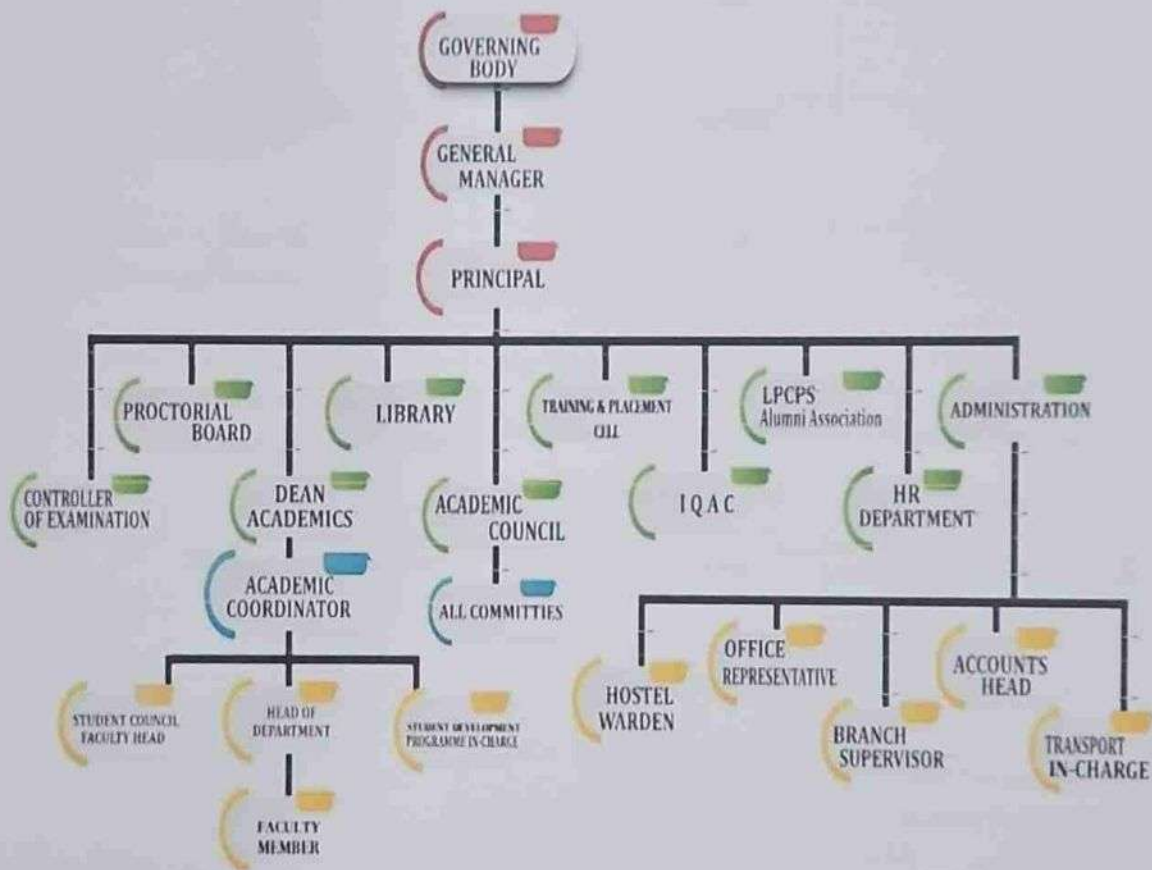 GOVERNING
BODY
GENERAL
MANAGER
PRINCIPAL
PROCTORIAL
BOARD
LIBRARY
TRAINING & PLACEMENT
CELL
LPCPS
Alumni Association
ADMINISTRATION
CONTROLLER
OF EXAMINATION
DEAN
ACADEMICS
ACADEMIC
COUNCIL
I Q A C
HR
DEPARTMENT
ACADEMIC
COORDINATOR
ALL COMMITTIES
STUDENT COUNCIL
FACULTY HEAD
HEAD OF
DEPARTMENT
STUDENT DEVELOPMENT
PROGRAMME IN-CHARGE
HOSTEL
WARDEN
OFFICE
REPRESENTATIVE
BRANCH
SUPERVISOR
ACCOUNTS
HEAD
TRANSPORT
IN-CHARGE
FACULTY
MEMBER